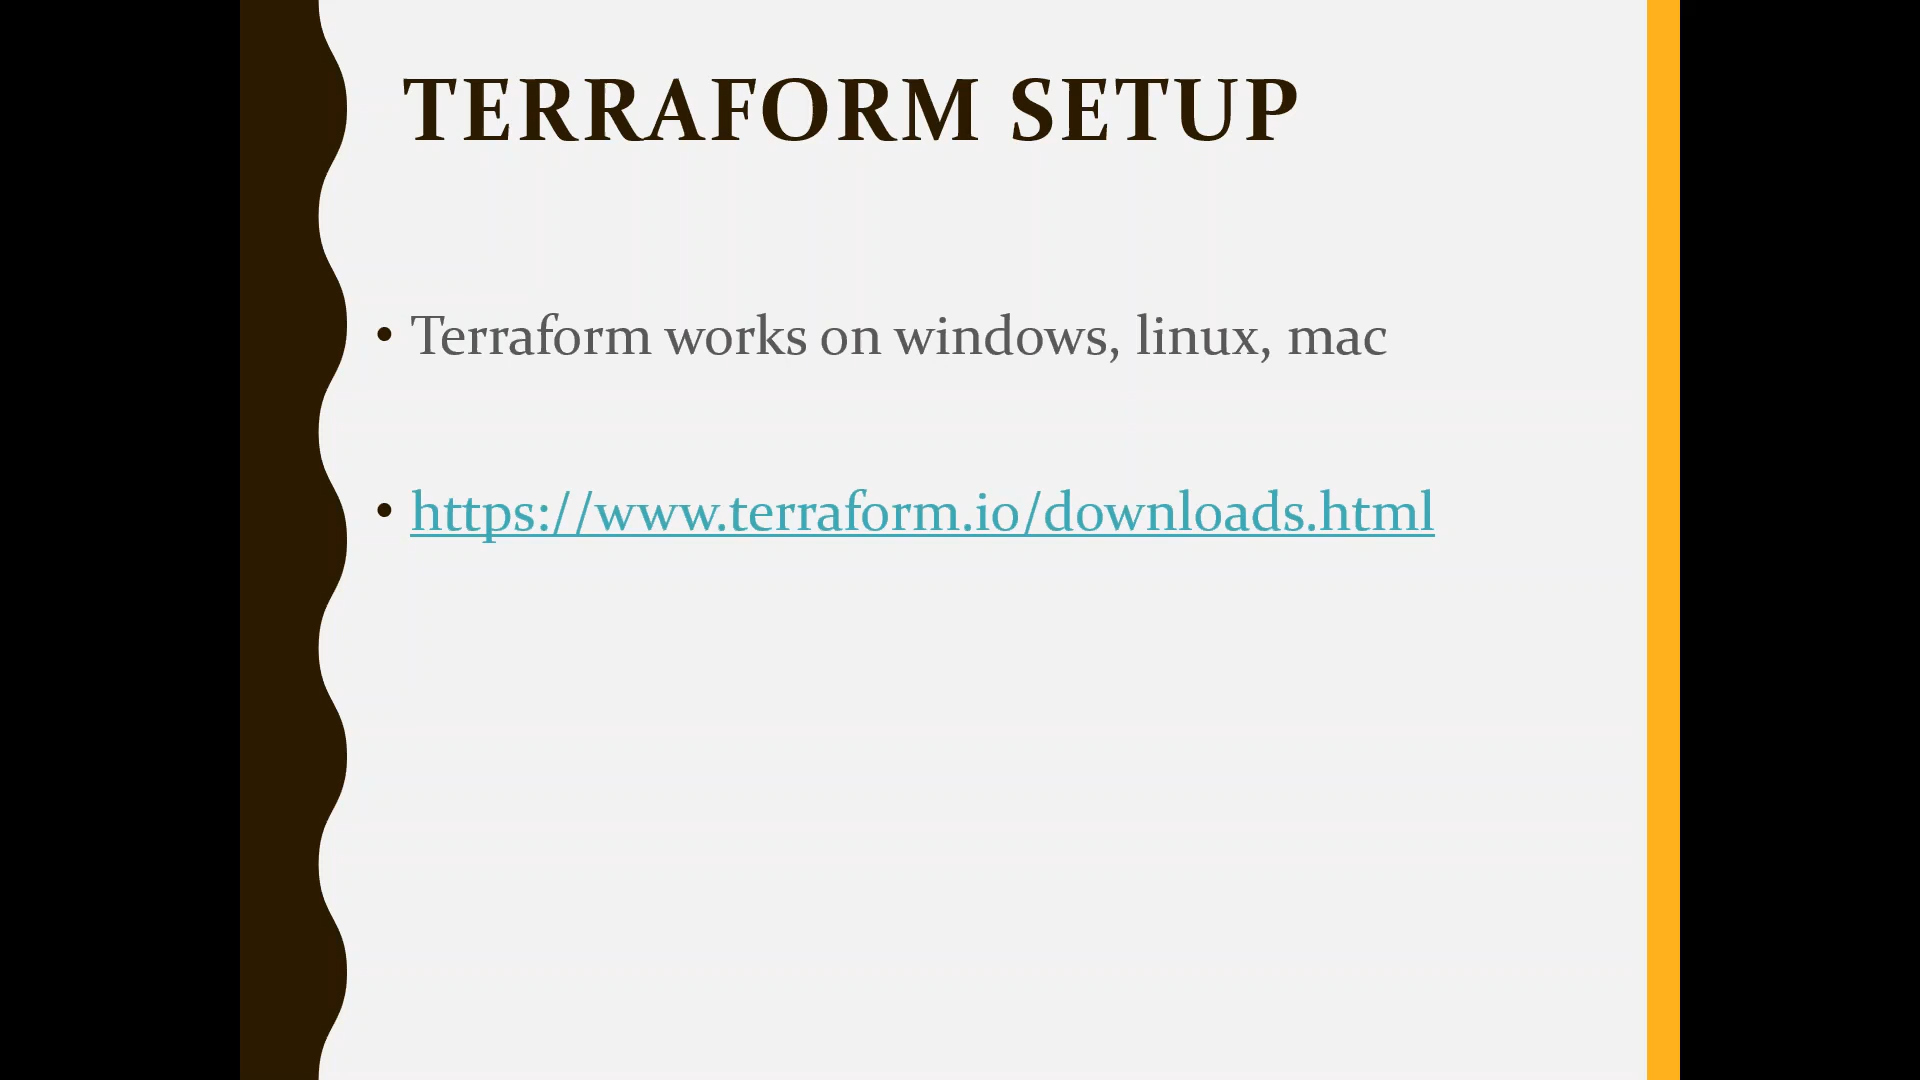 TERRAFORM SETUP
• Terraform works on windows, linux, mac
• https://www.terraform.io/downloads.html